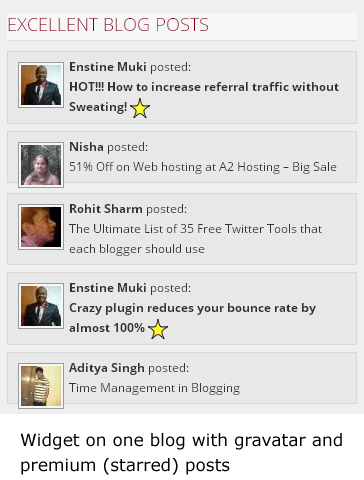 EXCELLENT BLOG POSTS
Enstine Muki posted:
HOT!!! How to increase referral traffic without
Sweating!
Nisha posted:
51% Off on Web hosting at A2 Hosting – Big Sale
Rohit Sharm posted:
The Ultimate List of 35 Free Twitter Tools that
each blogger should use
Enstine Muki posted:
Crazy plugin reduces your bounce rate by
almost 100%
Aditya Singh posted:
Time Management in Blogging
Widget on one blog with gravatar and
premium (starred) posts